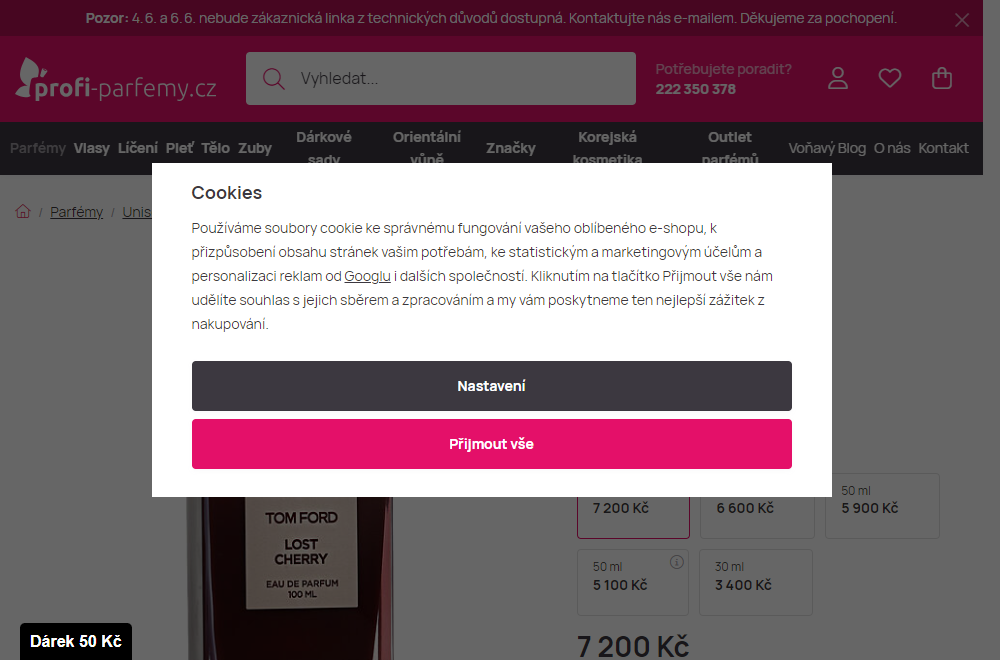 Pozor: 4.6. a 6.6. nebude zákaznická linka z technických důvodů dostupná. Kontaktujte nás e-mailem. Děkujeme za pochopení.
profi-parfemy.cz
Vyhledat...
Potřebujete poradit?
222 350 378
Parfémy Vlasy Líčení Pleť Tělo Zuby Dárkové sady Orientální vůně Značky Korejská kosmetika Outlet parfémů Voňavý Blog O nás Kontakt
/ Parfémy / Unis
Cookies
Používáme soubory cookie ke správnému fungování vašeho oblíbeného e-shopu, k
přizpůsobení obsahu stránek vašim potřebám, ke statistickým a marketingovým účelům a
personalizaci reklam od Googlu i dalších společností. Kliknutím na tlačítko Přijmout vše nám
udělíte souhlas s jejich sběrem a zpracováním a my vám poskytneme ten nejlepší zážitek z
nakupování.
Nastavení
Přijmout vše
7 200 Kč
6 600 Kč
50 ml
5 900 Kč
50 ml
5 100 Kč
30 ml
3 400 Kč
7 200 Kč
TOM FORD
LOST
CHERRY
EAU DE PARFUM
100 ML
Dárek 50 Kč